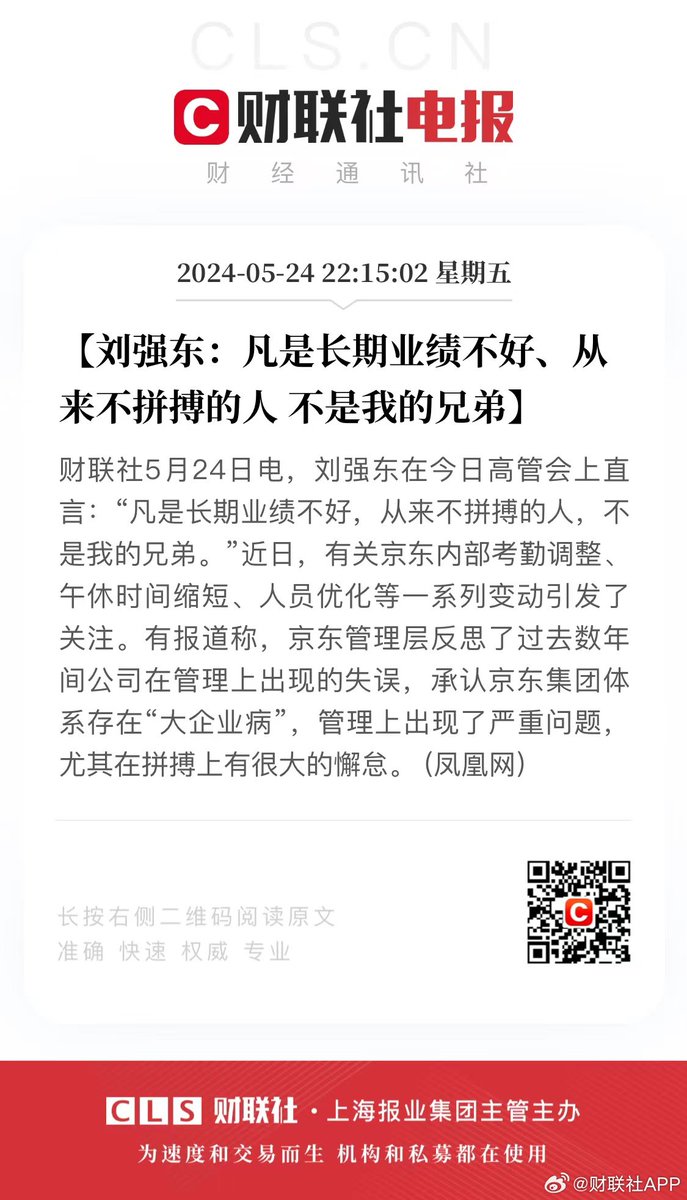 CLS.CN
C 财联社电报
财经通讯社
2024-05-24 22:15:02 星期五
【刘强东：凡是长期业绩不好、从
来不拼搏的人 不是我的兄弟】
财联社5月24日电，刘强东在今日高管会上直
言：“凡是长期业绩不好，从来不拼搏的人，不
是我的兄弟。”近日，有关京东内部考勤调整、
午休时间缩短、人员优化等一系列变动引发了
关注。有报道称，京东管理层反思了过去数年
间公司在管理上出现的失误，承认京东集团体
系存在“大企业病”，管理上出现了严重问题，
尤其在拼搏上有很大的懈怠。（凤凰网）
长按右侧二维码阅读原文
准确 快速 权威 专业
C
CLS 财联社·上海报业集团主管主办
为速度和交易而生 机构和私募都在使用
@财联社APP